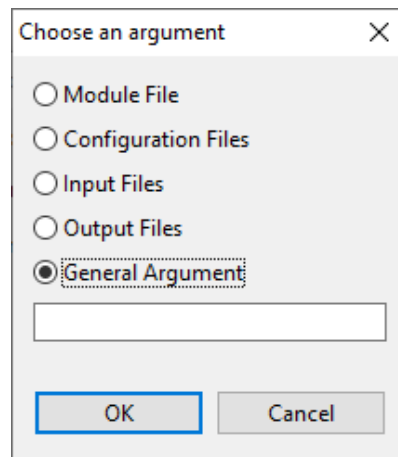 Choose an argument
Module File
Configuration Files
Input Files
Output Files
General Argument
OK
Cancel